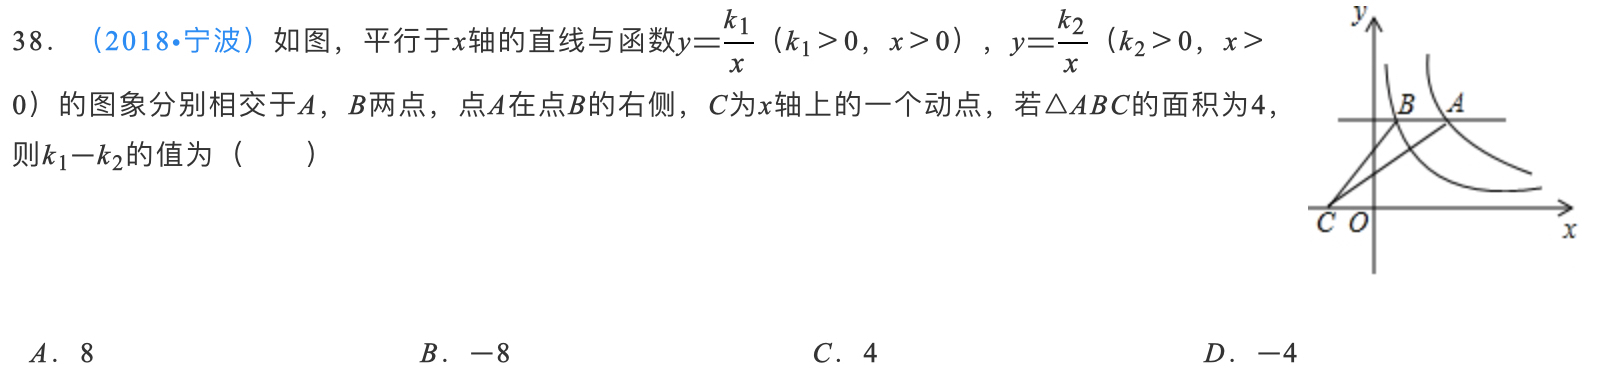 38. （2018•宁波）如图，平行于x轴的直线与函数y=k₁/x（k₁>0，x>0），y=k₂/x（k₂>0，x>
0）的图象分别相交于A，B两点，点A在点B的右侧，C为x轴上的一个动点，若△ABC的面积为4，
则k₁－k₂的值为（　　）
y
B A
C O
x
A．8 B．－8 C．4 D．－4